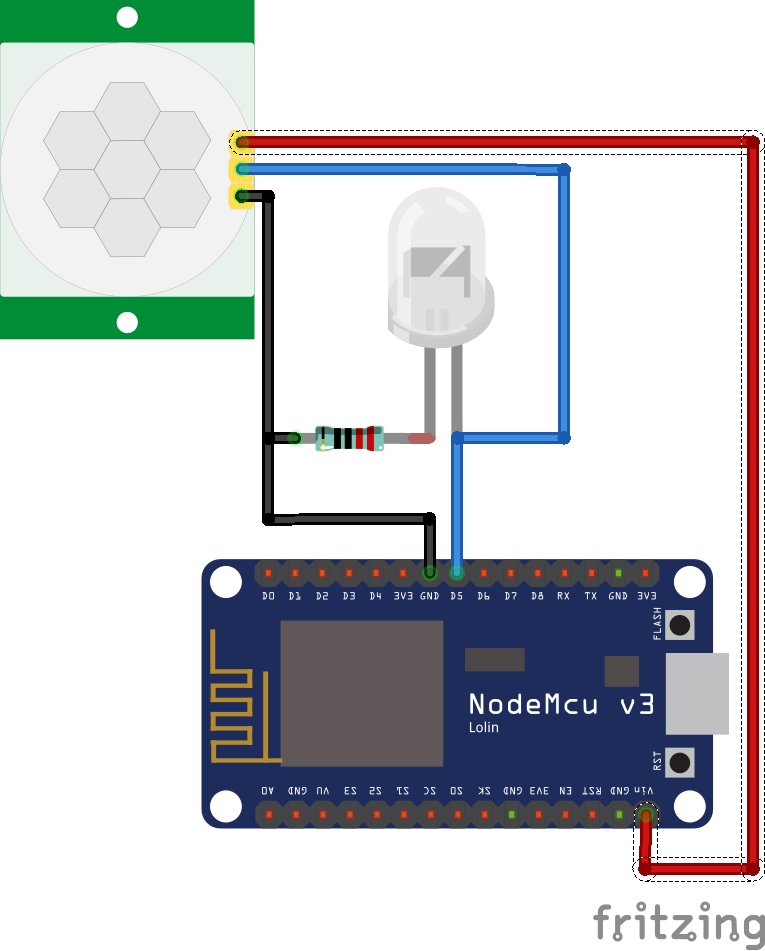 D0 D1 D2 D3 D4 3V3 GND D5 D6 D7 D8 RX TX GND 3V3
FLASH
NodeMcu v3
Lolin
RST
A0 GND VU S3 S2 S1 SC SO SK GND 3V3 EN RST GND Vin
fritzing